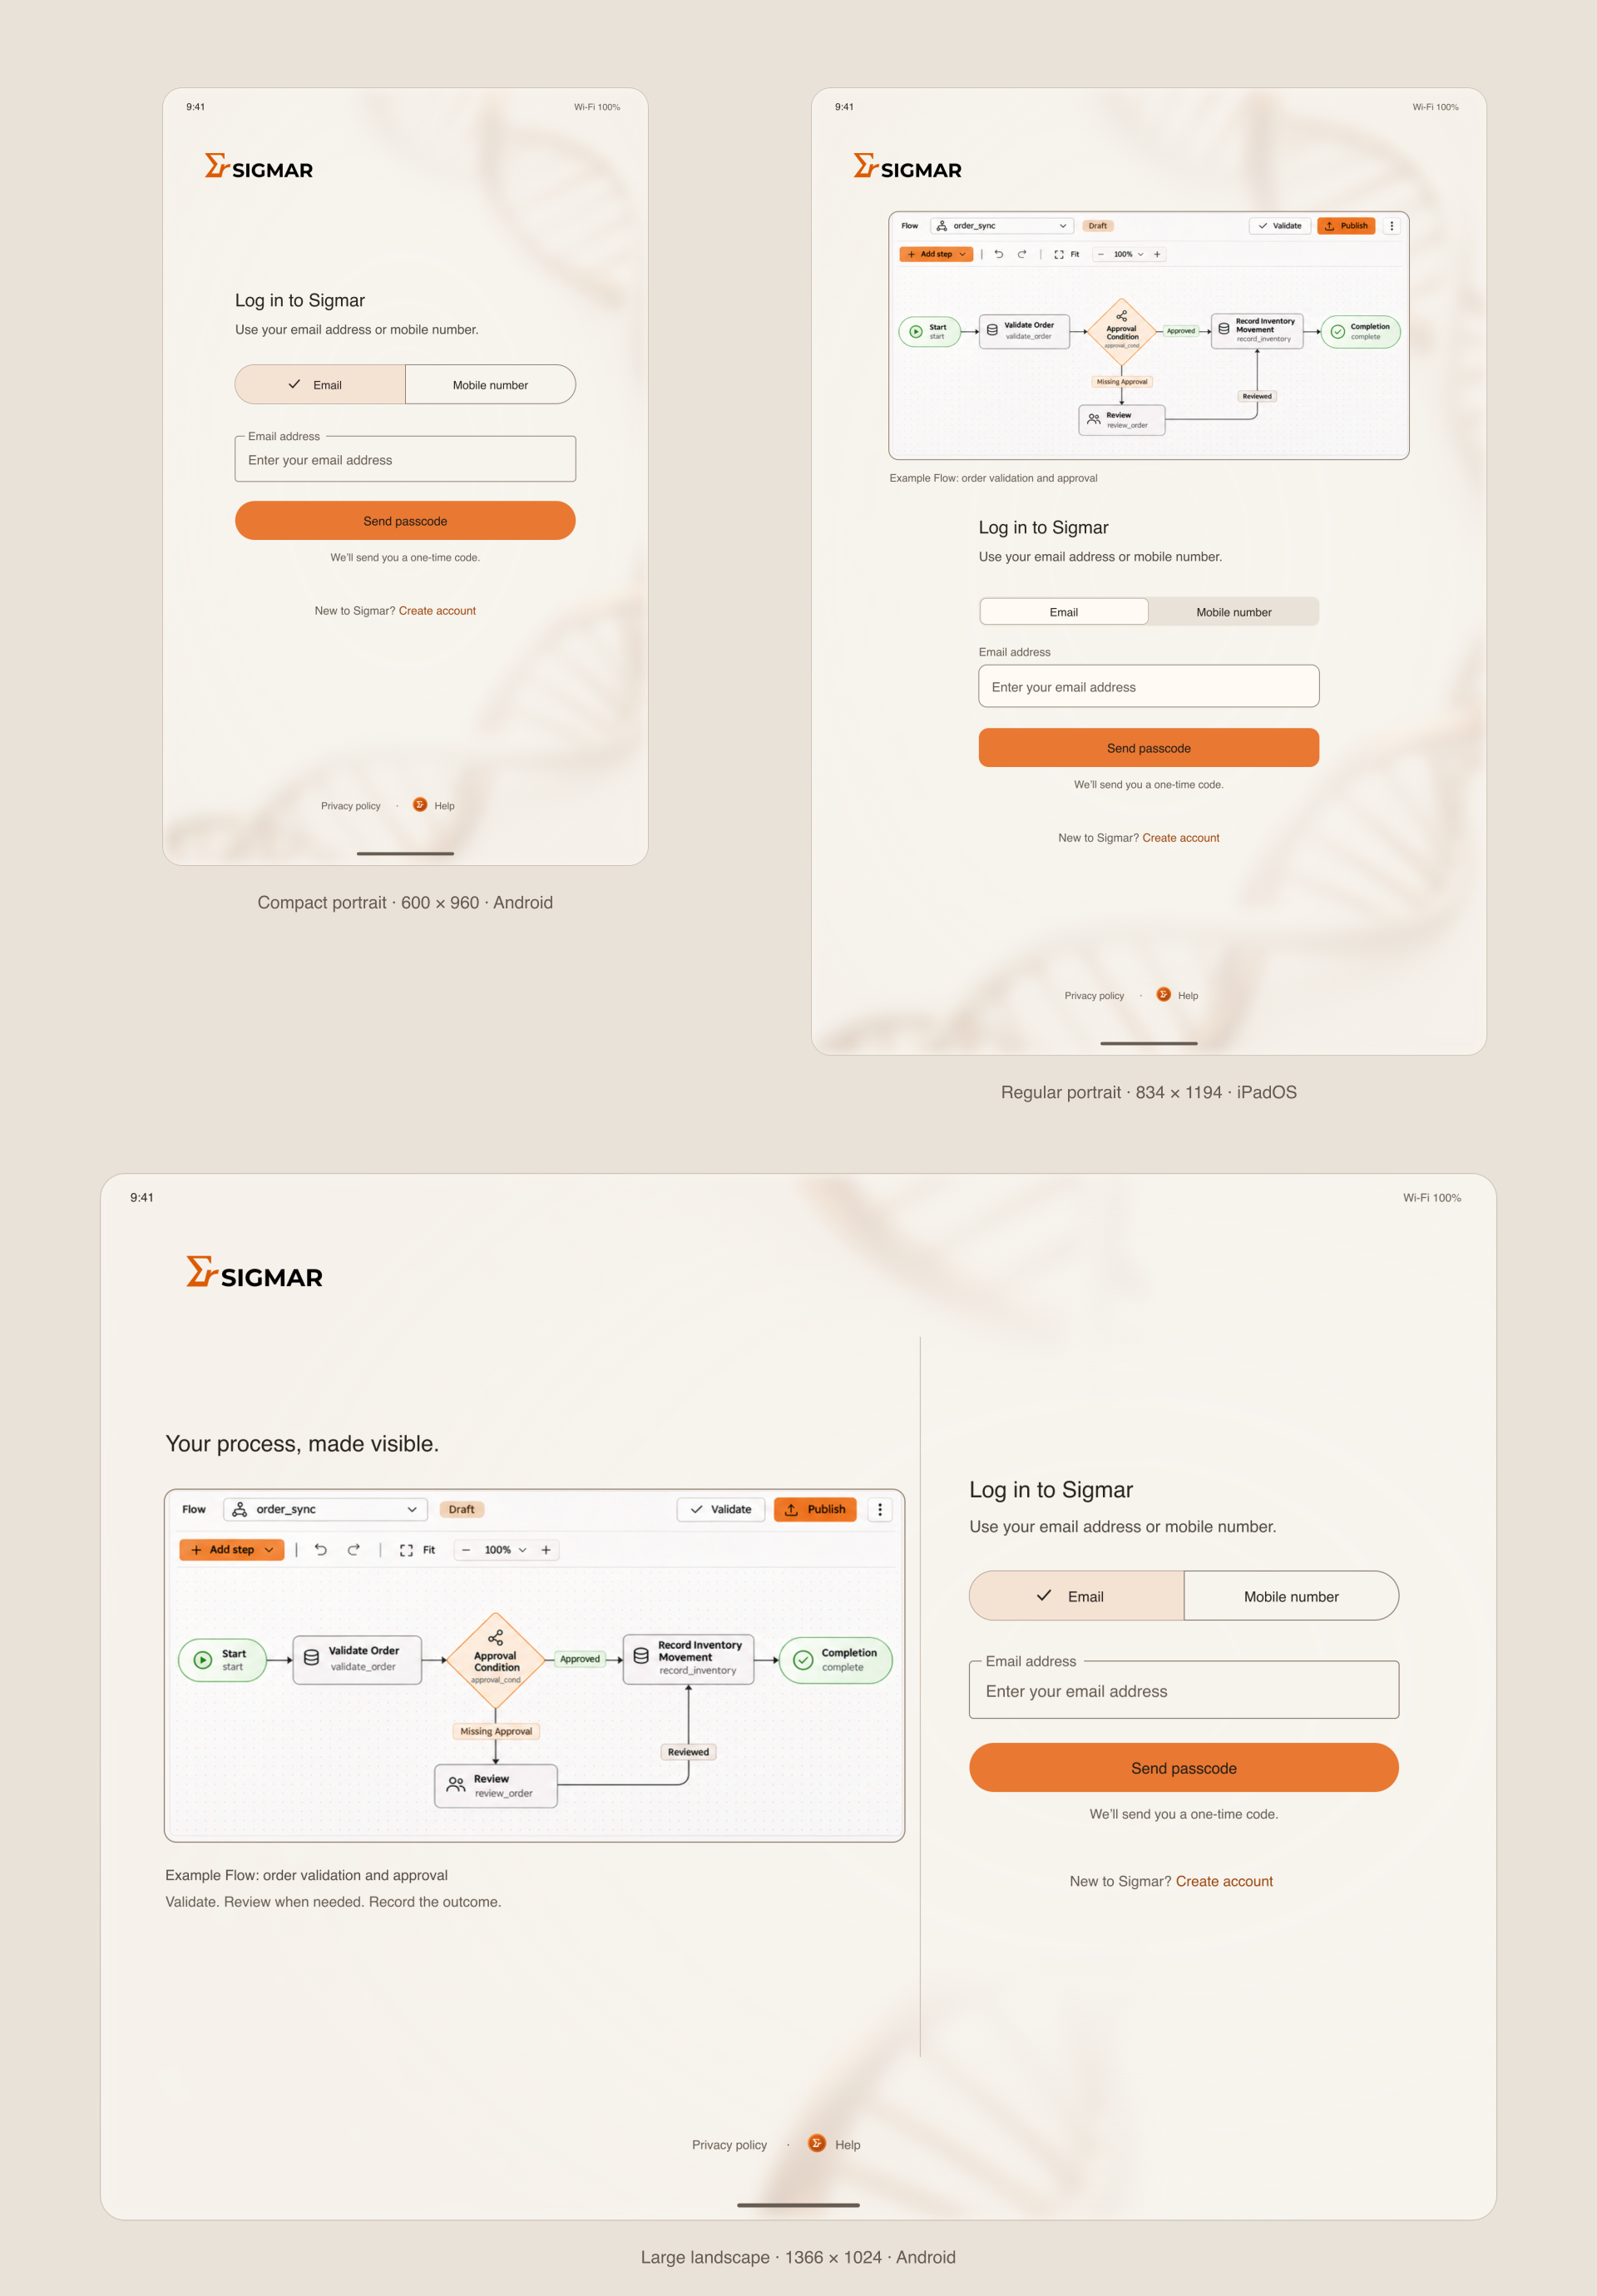 9:41
Wi-Fi 100%
Σr SIGMAR
Log in to Sigmar
Use your email address or mobile number.
Email
Mobile number
Email address
Enter your email address
Send passcode
We'll send you a one-time code.
New to Sigmar? Create account
Privacy policy · Help
Compact portrait · 600 × 960 · Android
9:41
Wi-Fi 100%
Σr SIGMAR
Flow
order_sync
Draft
Validate
Publish
+ Add step
Fit
− 100% +
Start
start
Validate Order
validate_order
Approval
Condition
approval_cond
Approved
Record Inventory
Movement
record_inventory
Completion
complete
Missing Approval
Reviewed
Review
review_order
Example Flow: order validation and approval
Log in to Sigmar
Use your email address or mobile number.
Email
Mobile number
Email address
Enter your email address
Send passcode
We'll send you a one-time code.
New to Sigmar? Create account
Privacy policy · Help
Regular portrait · 834 × 1194 · iPadOS
9:41
Wi-Fi 100%
Σr SIGMAR
Your process, made visible.
Flow
order_sync
Draft
Validate
Publish
+ Add step
Fit
− 100% +
Start
start
Validate Order
validate_order
Approval
Condition
approval_cond
Approved
Record Inventory
Movement
record_inventory
Completion
complete
Missing Approval
Reviewed
Review
review_order
Example Flow: order validation and approval
Validate. Review when needed. Record the outcome.
Log in to Sigmar
Use your email address or mobile number.
Email
Mobile number
Email address
Enter your email address
Send passcode
We'll send you a one-time code.
New to Sigmar? Create account
Privacy policy · Help
Large landscape · 1366 × 1024 · Android